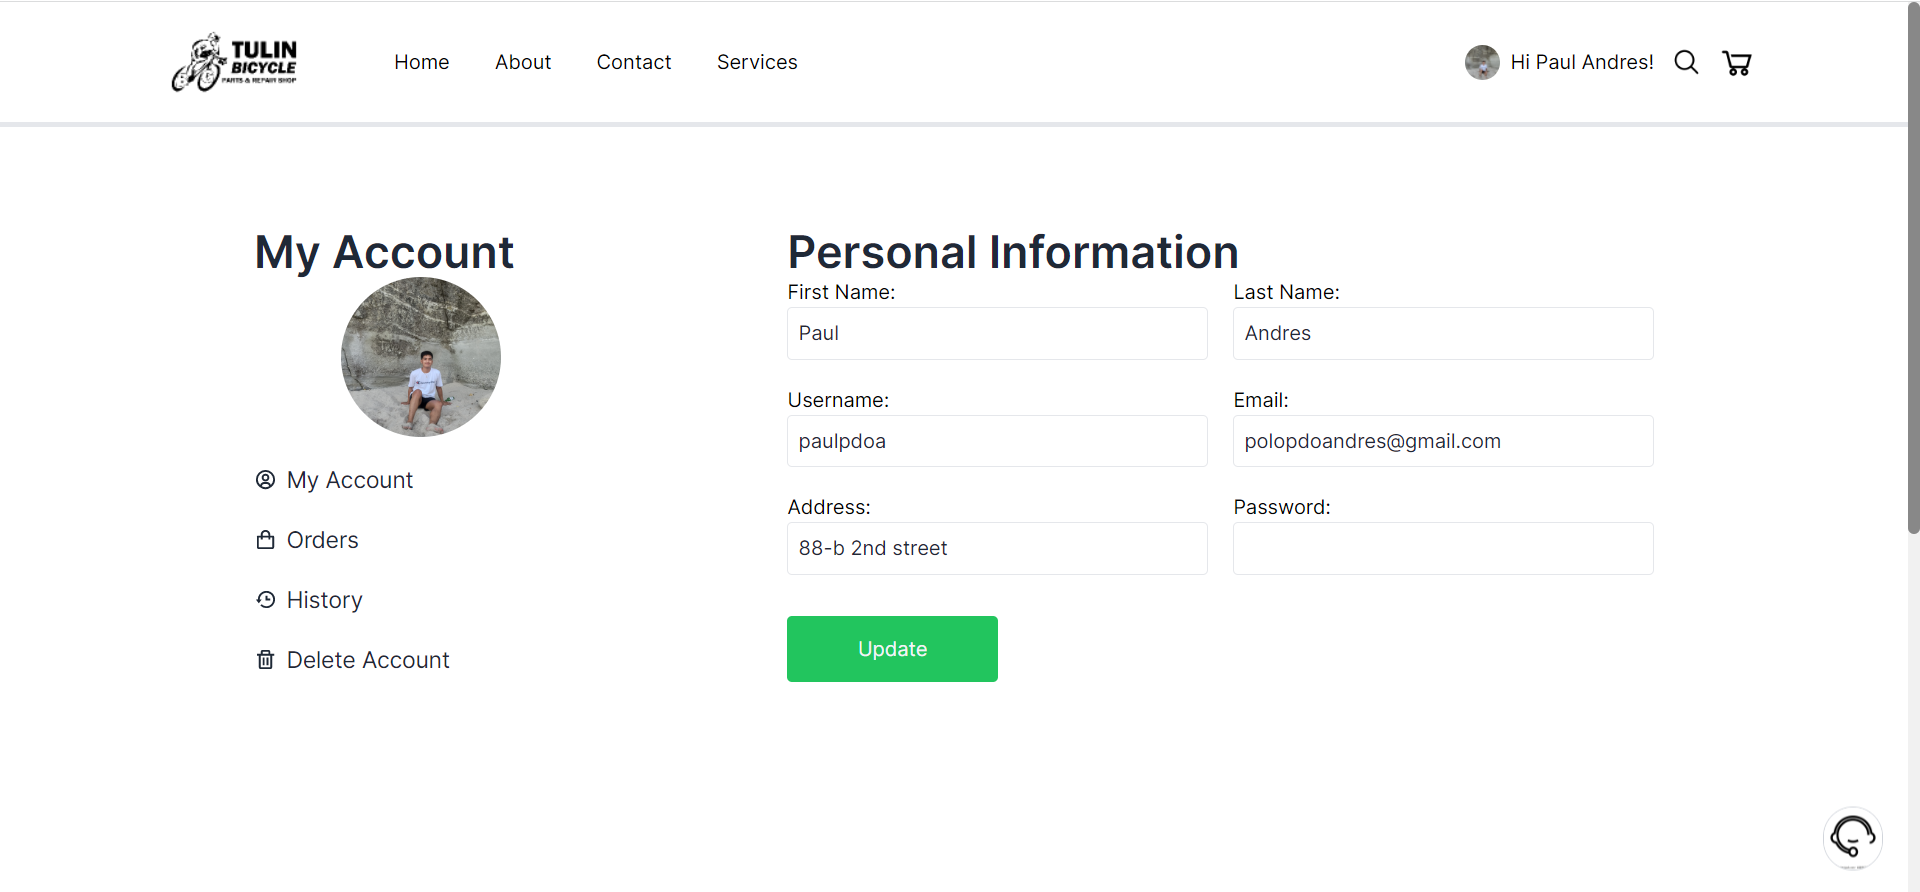 TULIN
BICYCLE
PARTS & REPAIR SHOP
Home About Contact Services
Hi Paul Andres!
My Account
My Account
Orders
History
Delete Account
Personal Information
First Name: Last Name:
Paul Andres
Username: Email:
paulpdoa polopdoandres@gmail.com
Address: Password:
88-b 2nd street
Update